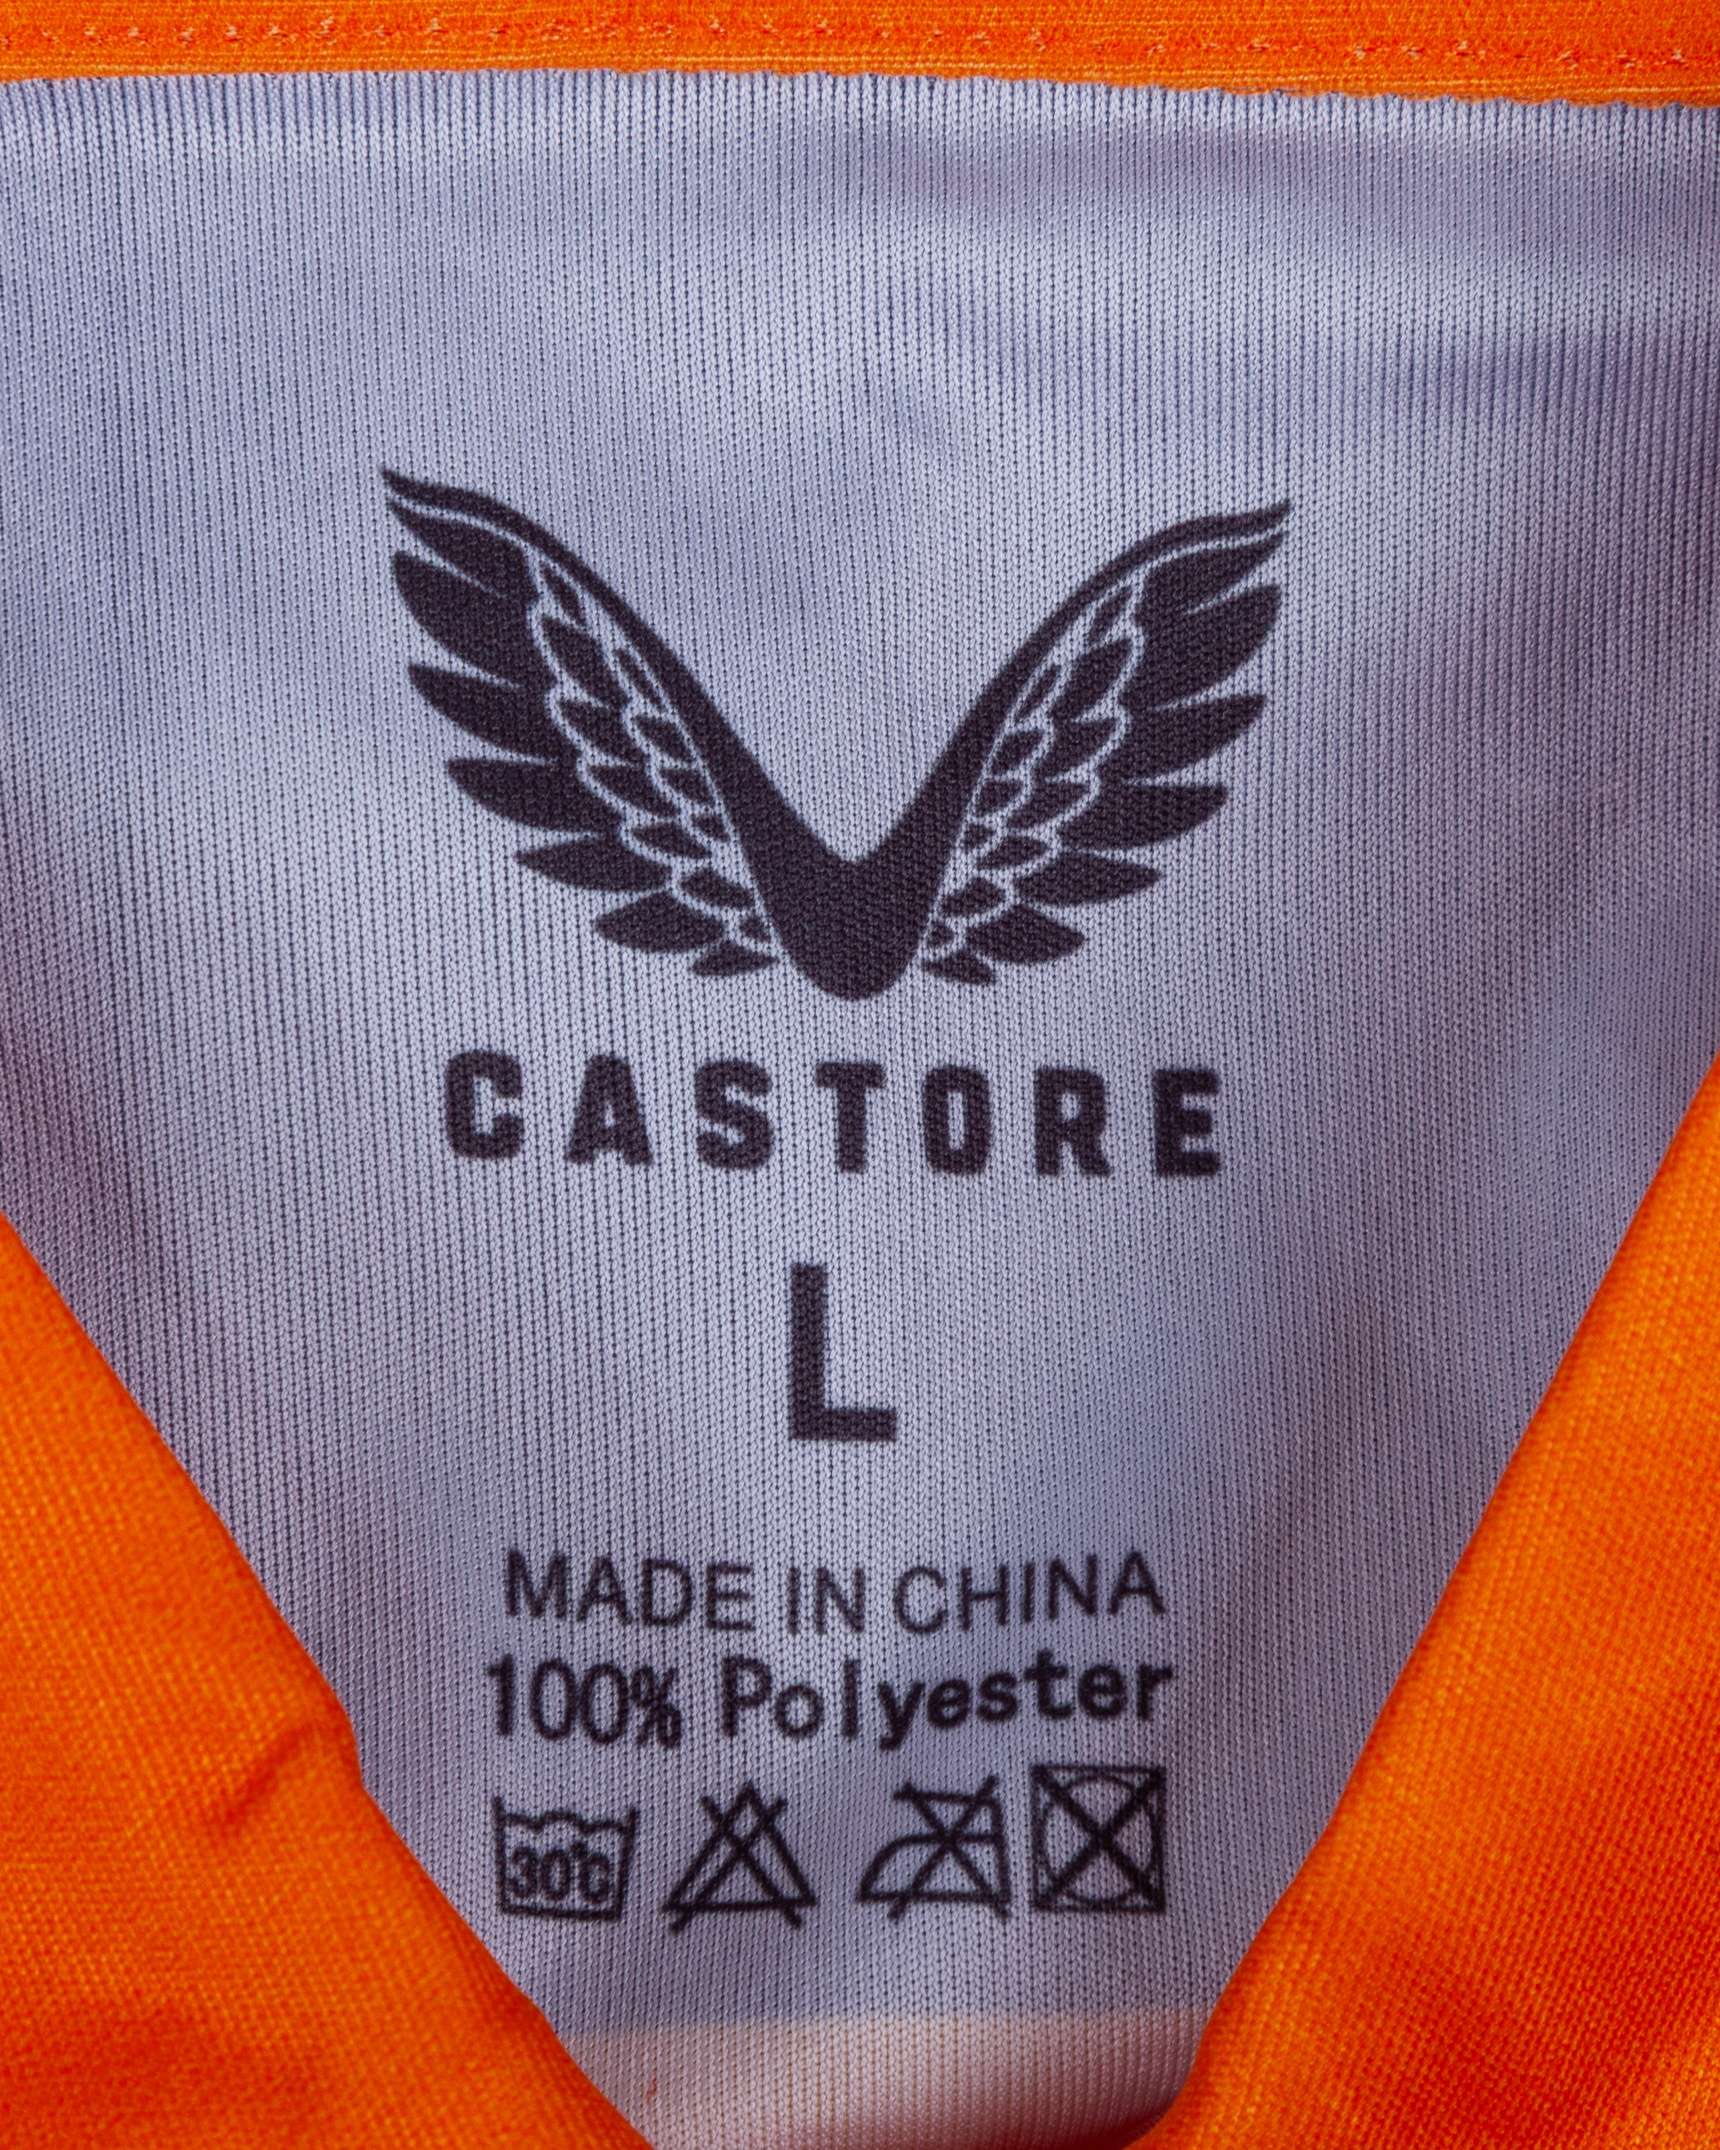 CASTORE
L
MADE IN CHINA
100% Polyester
30°C